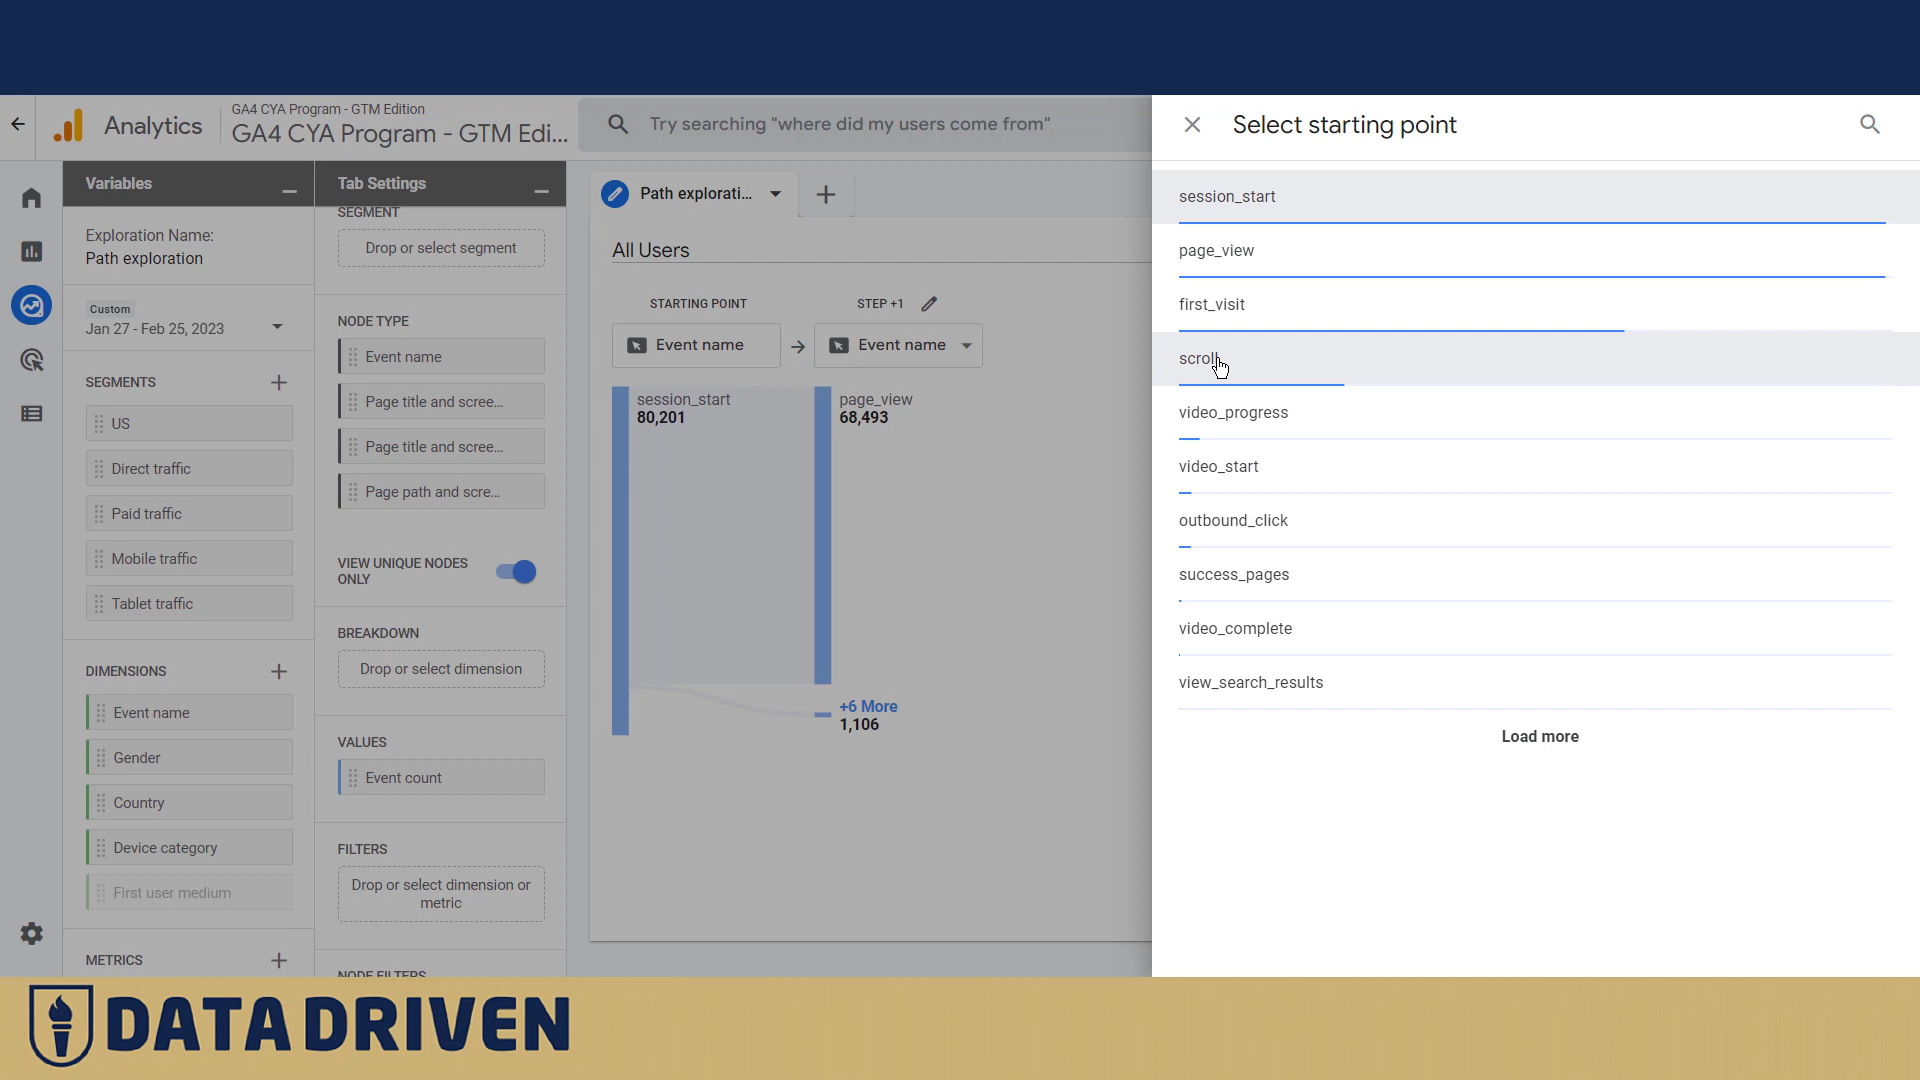 Analytics
GA4 CYA Program - GTM Edition
GA4 CYA Program - GTM Edi...
Try searching "where did my users come from"
Variables
Exploration Name:
Path exploration
Custom
Jan 27 - Feb 25, 2023
SEGMENTS
US
Direct traffic
Paid traffic
Mobile traffic
Tablet traffic
DIMENSIONS
Event name
Gender
Country
Device category
First user medium
METRICS
Tab Settings
SEGMENT
Drop or select segment
NODE TYPE
Event name
Page title and scree...
Page title and scree...
Page path and scre...
VIEW UNIQUE NODES
ONLY
BREAKDOWN
Drop or select dimension
VALUES
Event count
FILTERS
Drop or select dimension or
metric
NODE FILTERS
Path explorati...
All Users
STARTING POINT
STEP +1
Event name
Event name
session_start
80,201
page_view
68,493
+6 More
1,106
Select starting point
session_start
page_view
first_visit
scroll
video_progress
video_start
outbound_click
success_pages
video_complete
view_search_results
Load more
DATA DRIVEN